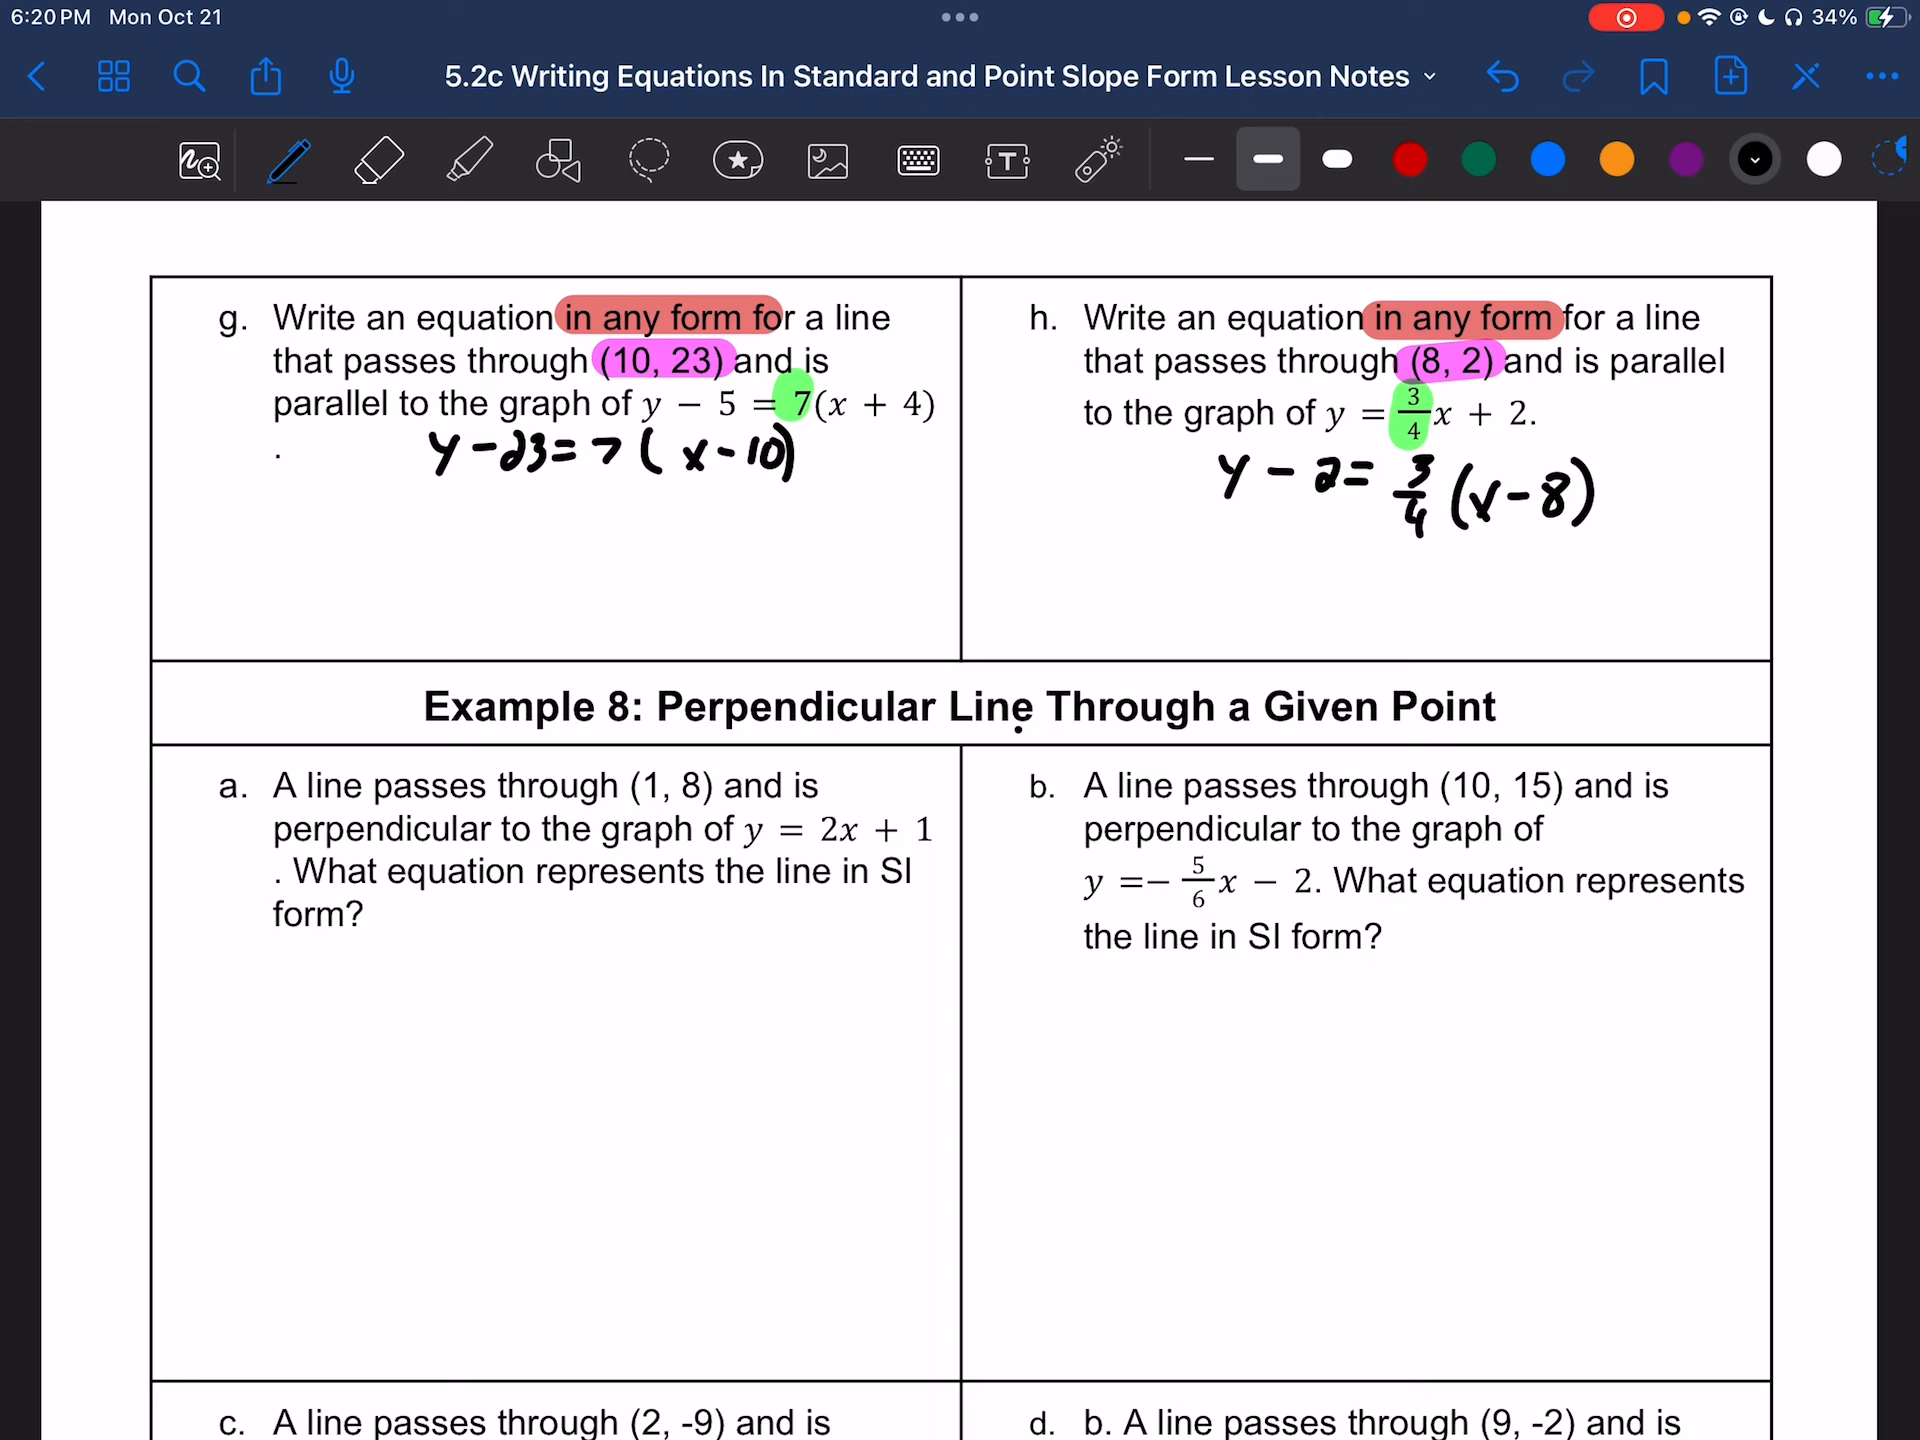 6:20 PM Mon Oct 21
34%
5.2c Writing Equations In Standard and Point Slope Form Lesson Notes
g. Write an equation in any form for a line
that passes through (10, 23) and is
parallel to the graph of y − 5 = 7(x + 4)
.
y - 23 = 7 ( x - 10)
h. Write an equation in any form for a line
that passes through (8, 2) and is parallel
to the graph of y = 3/4 x + 2.
y - 2 = 3/4 (x - 8)
Example 8: Perpendicular Line Through a Given Point
a. A line passes through (1, 8) and is
perpendicular to the graph of y = 2x + 1
. What equation represents the line in SI
form?
b. A line passes through (10, 15) and is
perpendicular to the graph of
y =− 5/6 x − 2. What equation represents
the line in SI form?
c. A line passes through (2, -9) and is
d. b. A line passes through (9, -2) and is